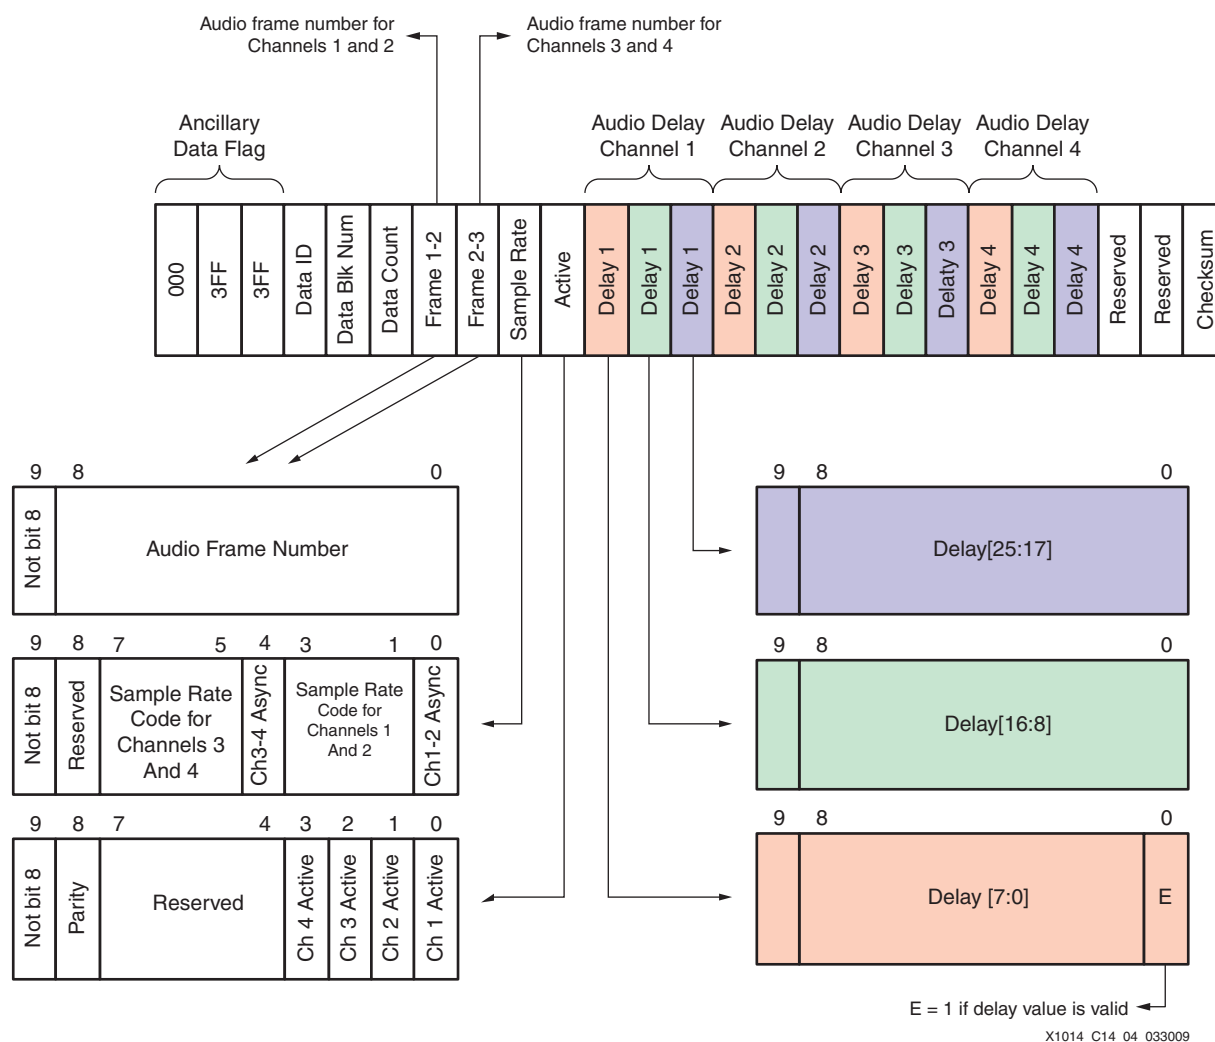 Audio frame number for
Channels 1 and 2
Audio frame number for
Channels 3 and 4
Ancillary
Data Flag
Audio Delay
Channel 1
Audio Delay
Channel 2
Audio Delay
Channel 3
Audio Delay
Channel 4
000
3FF
3FF
Data ID
Data Blk Num
Data Count
Frame 1-2
Frame 2-3
Sample Rate
Active
Delay 1
Delay 1
Delay 1
Delay 2
Delay 2
Delay 2
Delay 3
Delay 3
Delaty 3
Delay 4
Delay 4
Delay 4
Reserved
Reserved
Checksum
9 8 0
Not bit 8
Audio Frame Number
9 8 7 5 4 3 1 0
Not bit 8
Reserved
Sample Rate
Code for
Channels 3
And 4
Ch3-4 Async
Sample Rate
Code for
Channels 1
And 2
Ch1-2 Async
9 8 7 4 3 2 1 0
Not bit 8
Parity
Reserved
Ch 4 Active
Ch 3 Active
Ch 2 Active
Ch 1 Active
9 8 0
Delay[25:17]
9 8 0
Delay[16:8]
9 8 0
Delay [7:0]
E
E = 1 if delay value is valid
X1014_C14_04_033009